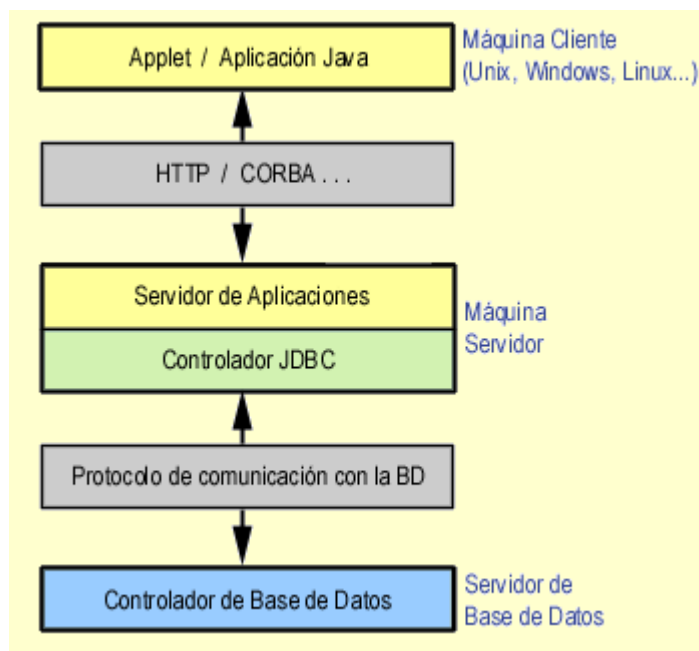 Applet / Aplicación Java
Máquina Cliente
(Unix, Windows, Linux...)
HTTP / CORBA . . .
Servidor de Aplicaciones
Controlador JDBC
Máquina
Servidor
Protocolo de comunicación con la BD
Controlador de Base de Datos
Servidor de
Base de Datos